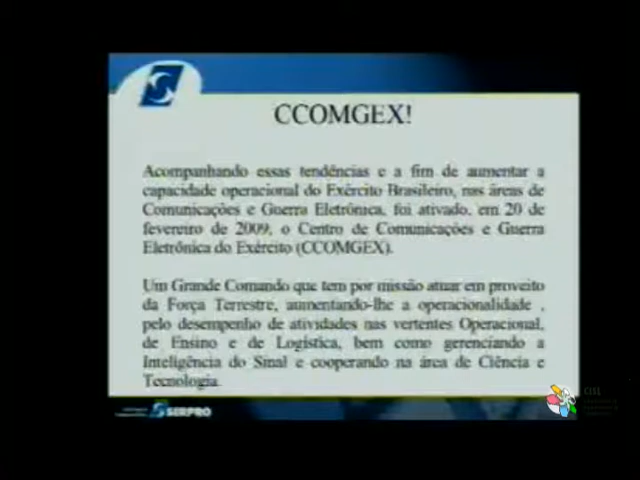 CCOMGEX!
Acompanhando essas tendências e a fim de aumentar a
capacidade operacional do Exército Brasileiro, nas áreas de
Comunicações e Guerra Eletrônica, foi ativado, em 20 de
fevereiro de 2009, o Centro de Comunicações e Guerra
Eletrônica do Exército (CCOMGEX).
Um Grande Comando que tem por missão atuar em proveito
da Força Terrestre, aumentando-lhe a operacionalidade ,
pelo desempenho de atividades nas vertentes Operacional,
de Ensino e de Logística, bem como gerenciando a
Inteligência do Sinal e cooperando na área de Ciência e
Tecnologia.
SERPRO